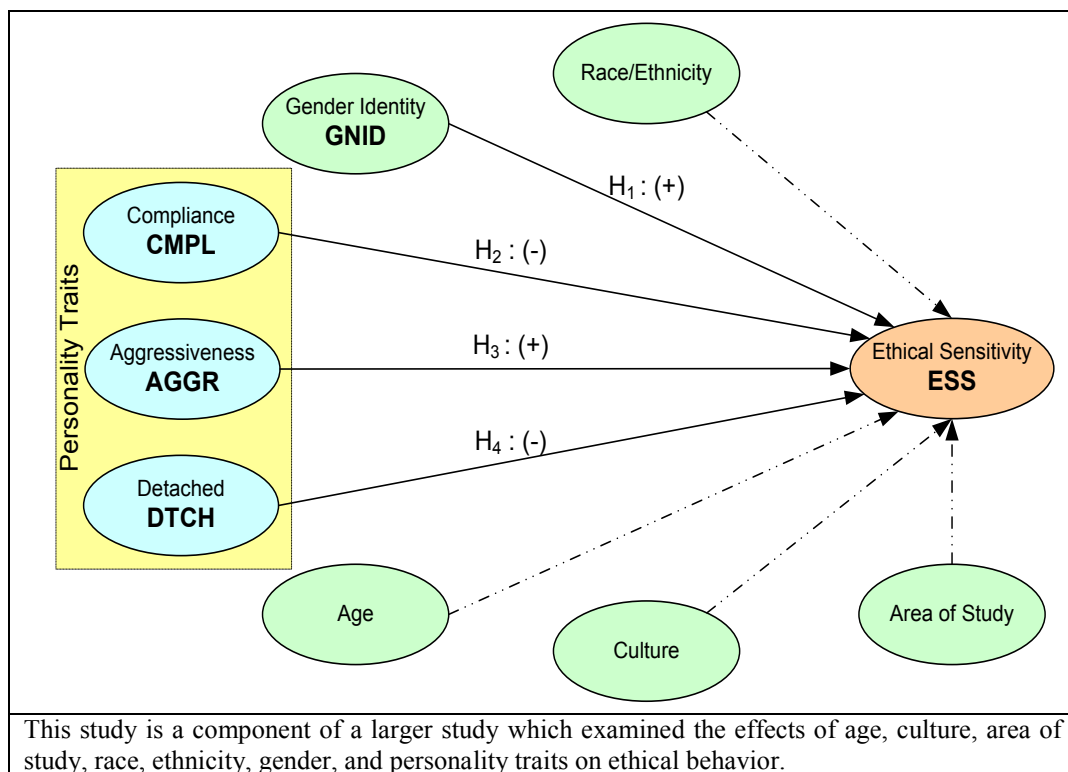 Race/Ethnicity
Gender Identity
GNID
H₁ : (+)
Compliance
CMPL
H₂ : (-)
Personality Traits
Aggressiveness
AGGR
H₃ : (+)
Ethical Sensitivity
ESS
H₄ : (-)
Detached
DTCH
Age
Culture
Area of Study
This study is a component of a larger study which examined the effects of age, culture, area of
study, race, ethnicity, gender, and personality traits on ethical behavior.